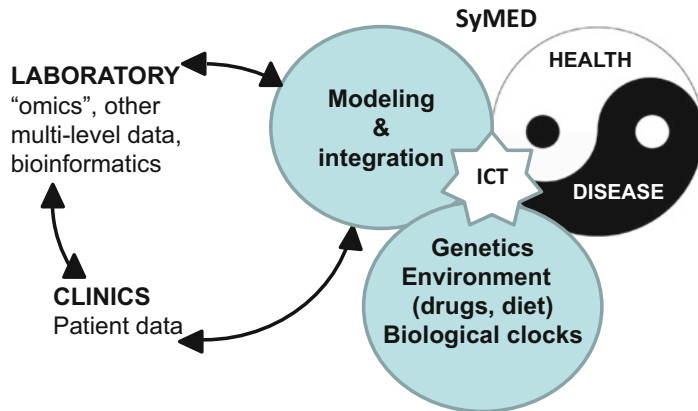 SyMED
LABORATORY
“omics”, other
multi-level data,
bioinformatics
Modeling
&
integration
HEALTH
ICT
DISEASE
Genetics
Environment
(drugs, diet)
Biological clocks
CLINICS
Patient data